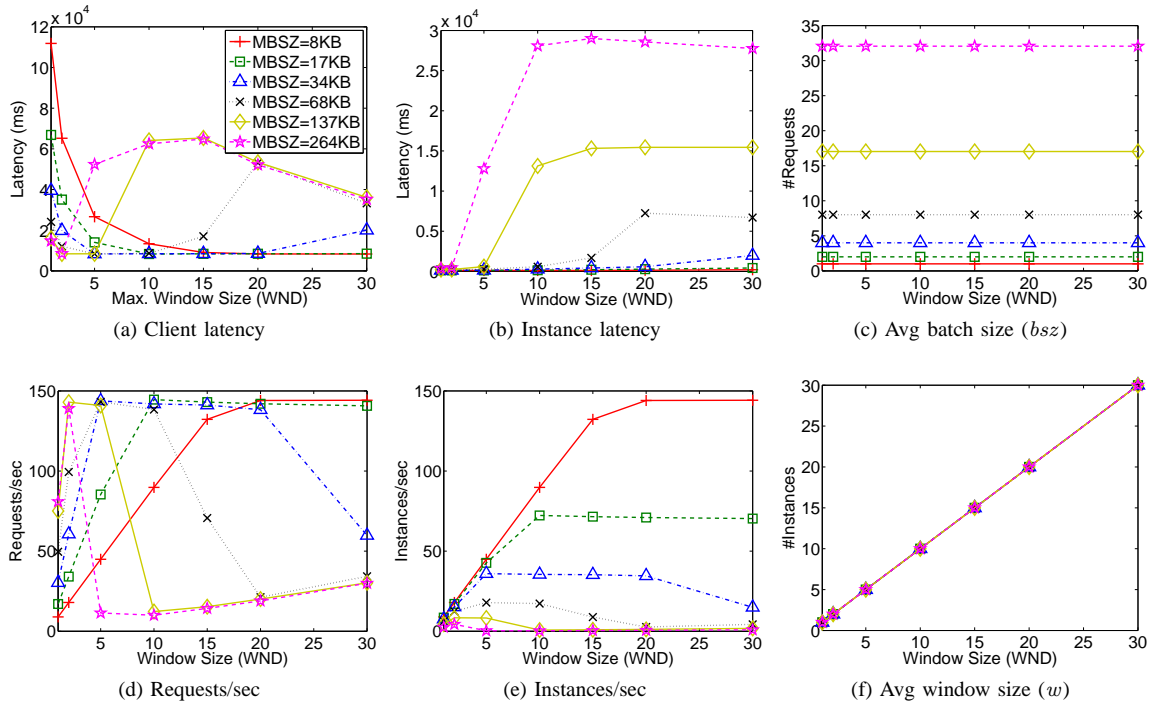 x 10⁴
12
10
8
6
4
2
0
5 10 15 20 25 30
Latency (ms)
Max. Window Size (WND)
MBSZ=8KB
MBSZ=17KB
MBSZ=34KB
MBSZ=68KB
MBSZ=137KB
MBSZ=264KB
(a) Client latency
x 10⁴
3
2.5
2
1.5
1
0.5
0
5 10 15 20 25 30
Latency (ms)
Window Size (WND)
(b) Instance latency
35
30
25
20
15
10
5
0
5 10 15 20 25 30
#Requests
Window Size (WND)
(c) Avg batch size (bsz)
150
100
50
0
5 10 15 20 25 30
Requests/sec
Window Size (WND)
(d) Requests/sec
150
100
50
0
5 10 15 20 25 30
Instances/sec
Window Size (WND)
(e) Instances/sec
30
25
20
15
10
5
0
5 10 15 20 25 30
#Instances
Window Size (WND)
(f) Avg window size (w)